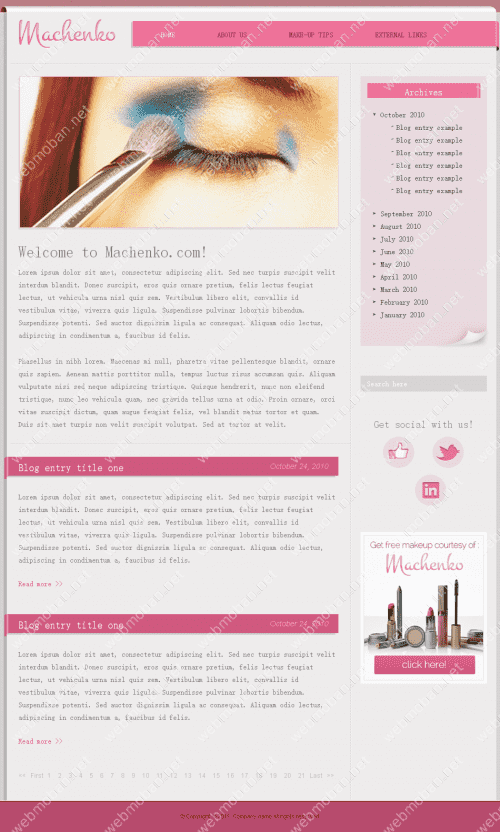 Machenko
HOME ABOUT US MAKE-UP TIPS EXTERNAL LINKS
Welcome to Machenko.com!
Lorem ipsum dolor sit amet, consectetur adipiscing elit. Sed nec turpis suscipit velit
interdum blandit. Donec suscipit, eros quis ornare pretium, felis lectus feugiat
lectus, ut vehicula urna nisl quis sem. Vestibulum libero elit, convallis id
vestibulum vitae, viverra quis ligula. Suspendisse pulvinar lobortis bibendum.
Suspendisse potenti. Sed auctor dignissim ligula ac consequat. Aliquam odio lectus,
adipiscing in condimentum a, faucibus id felis.
Phasellus in nibh lorem. Maecenas mi null, pharetra vitae pellentesque blandit, ornare
quis sapien. Aenean mattis porttitor nulla, tempus luctus risus accumsan quis. Aliquam
vulputate nisi sed neque adipiscing tristique. Quisque hendrerit, nunc non eleifend
tristique, nunc leo vehicula quam, nec gravida tellus urna at odio. Proin ornare, orci
vitae suscipit dictum, quam augue feugiat felis, vel blandit metus tortor et quam.
Duis sit amet turpis non velit suscipit volutpat. Sed at tortor at velit.
Blog entry title one October 24, 2010
Lorem ipsum dolor sit amet, consectetur adipiscing elit. Sed nec turpis suscipit velit
interdum blandit. Donec suscipit, eros quis ornare pretium, felis lectus feugiat
lectus, ut vehicula urna nisl quis sem. Vestibulum libero elit, convallis id
vestibulum vitae, viverra quis ligula. Suspendisse pulvinar lobortis bibendum.
Suspendisse potenti. Sed auctor dignissim ligula ac consequat. Aliquam odio lectus,
adipiscing in condimentum a, faucibus id felis.
Read more >>
Blog entry title one October 24, 2010
Lorem ipsum dolor sit amet, consectetur adipiscing elit. Sed nec turpis suscipit velit
interdum blandit. Donec suscipit, eros quis ornare pretium, felis lectus feugiat
lectus, ut vehicula urna nisl quis sem. Vestibulum libero elit, convallis id
vestibulum vitae, viverra quis ligula. Suspendisse pulvinar lobortis bibendum.
Suspendisse potenti. Sed auctor dignissim ligula ac consequat. Aliquam odio lectus,
adipiscing in condimentum a, faucibus id felis.
Read more >>
<< First 1 2 3 4 5 6 7 8 9 10 11 12 13 14 15 16 17 18 19 20 21 Last >>
Archives
October 2010
Blog entry example
Blog entry example
Blog entry example
Blog entry example
Blog entry example
Blog entry example
September 2010
August 2010
July 2010
June 2010
May 2010
April 2010
March 2010
February 2010
January 2010
Search here
Get social with us!
in
Get free makeup courtesy of:
Machenko
click here!
webmoban.net